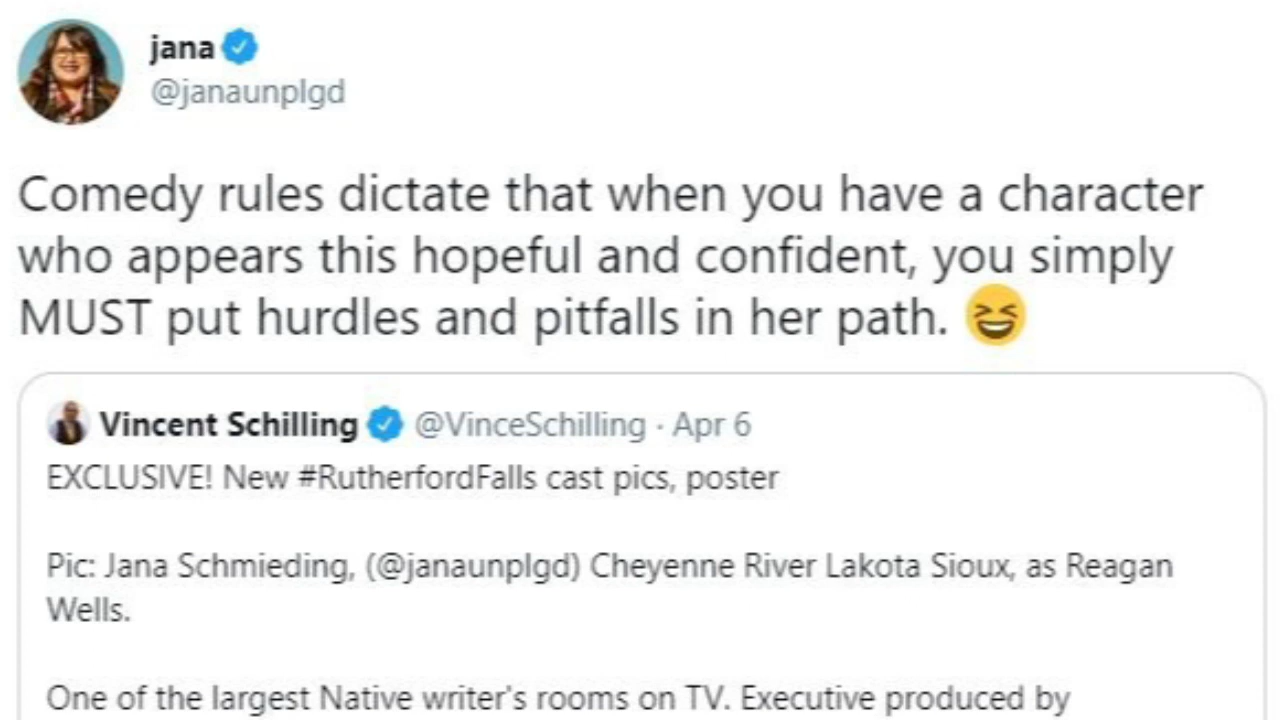 jana
@janaunplgd
Comedy rules dictate that when you have a character
who appears this hopeful and confident, you simply
MUST put hurdles and pitfalls in her path. 😆
Vincent Schilling @VinceSchilling · Apr 6
EXCLUSIVE! New #RutherfordFalls cast pics, poster
Pic: Jana Schmieding, (@janaunplgd) Cheyenne River Lakota Sioux, as Reagan
Wells.
One of the largest Native writer's rooms on TV. Executive produced by